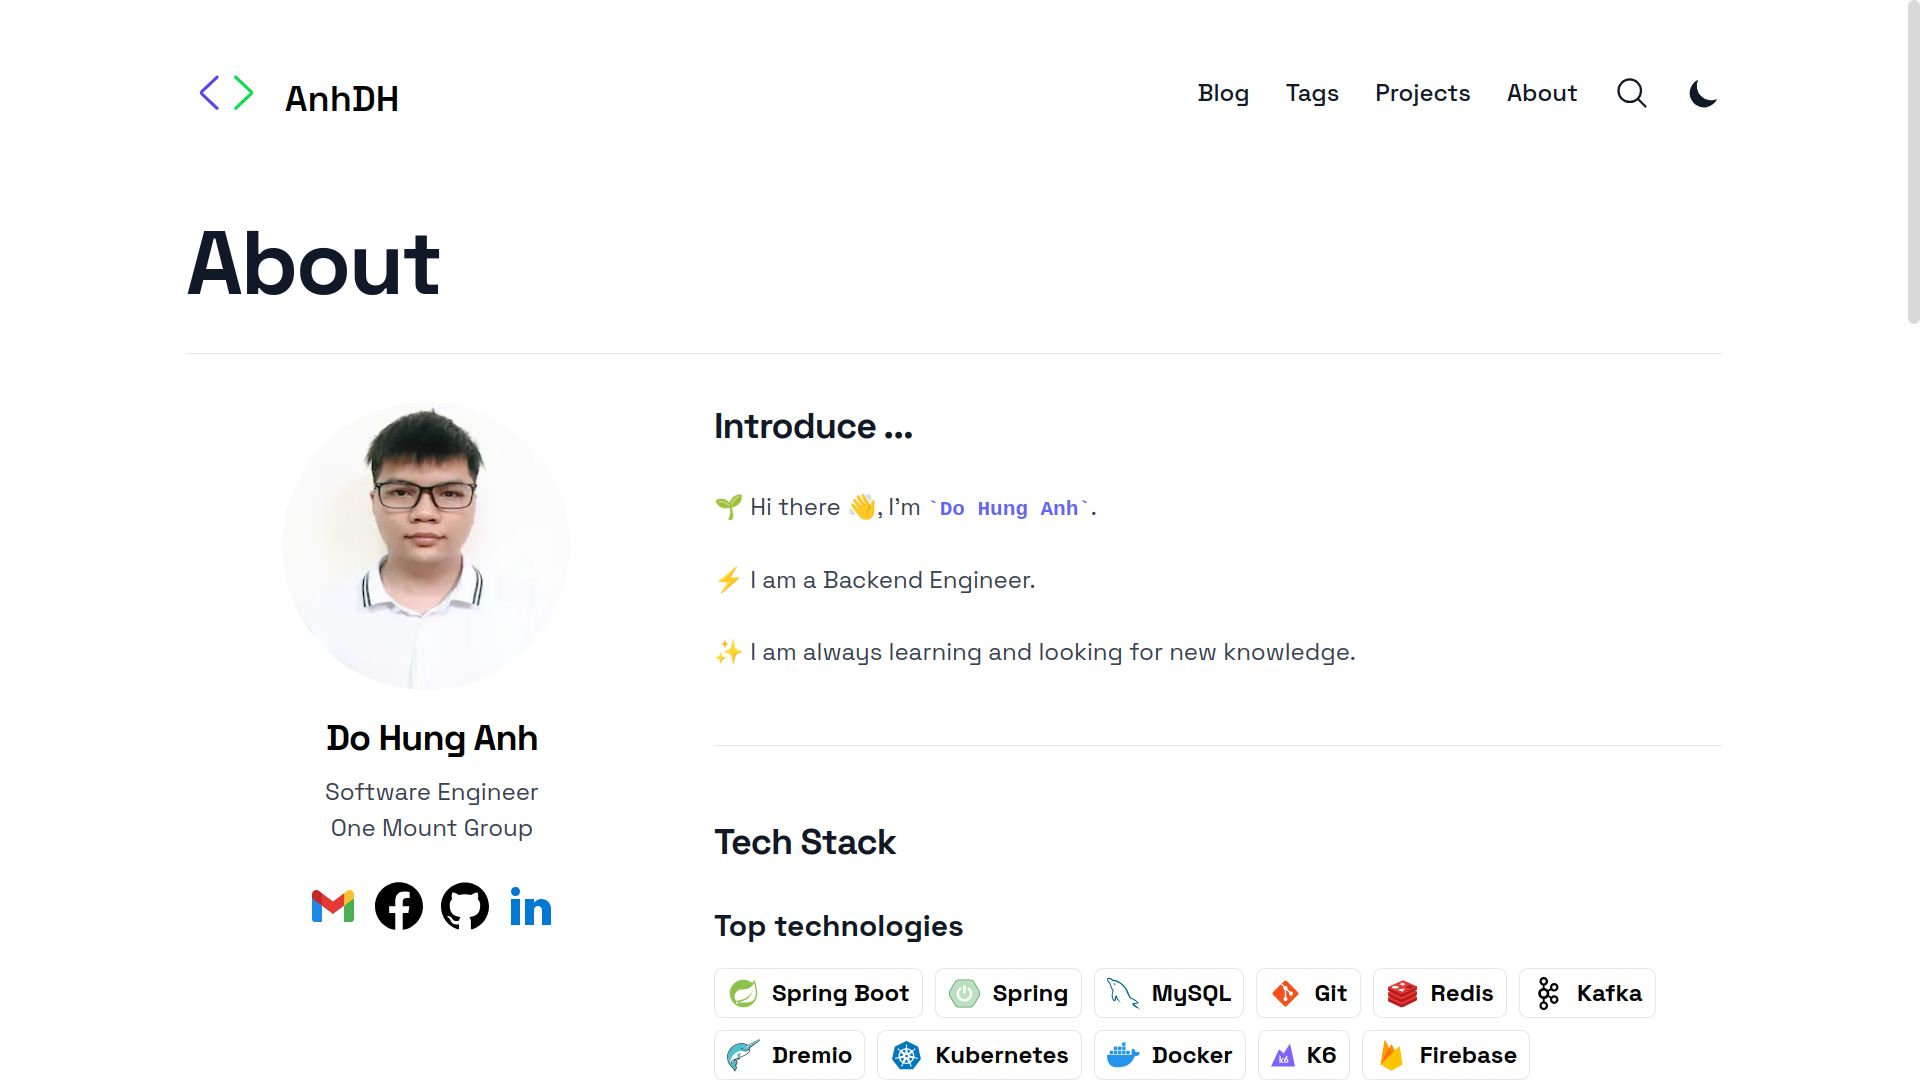 AnhDH
Blog Tags Projects About
About
Introduce ...
🌱 Hi there 👋, I'm `Do Hung Anh`.
⚡ I am a Backend Engineer.
✨ I am always learning and looking for new knowledge.
Do Hung Anh
Software Engineer
One Mount Group
Tech Stack
Top technologies
Spring Boot Spring MySQL Git Redis Kafka
Dremio Kubernetes Docker K6 Firebase